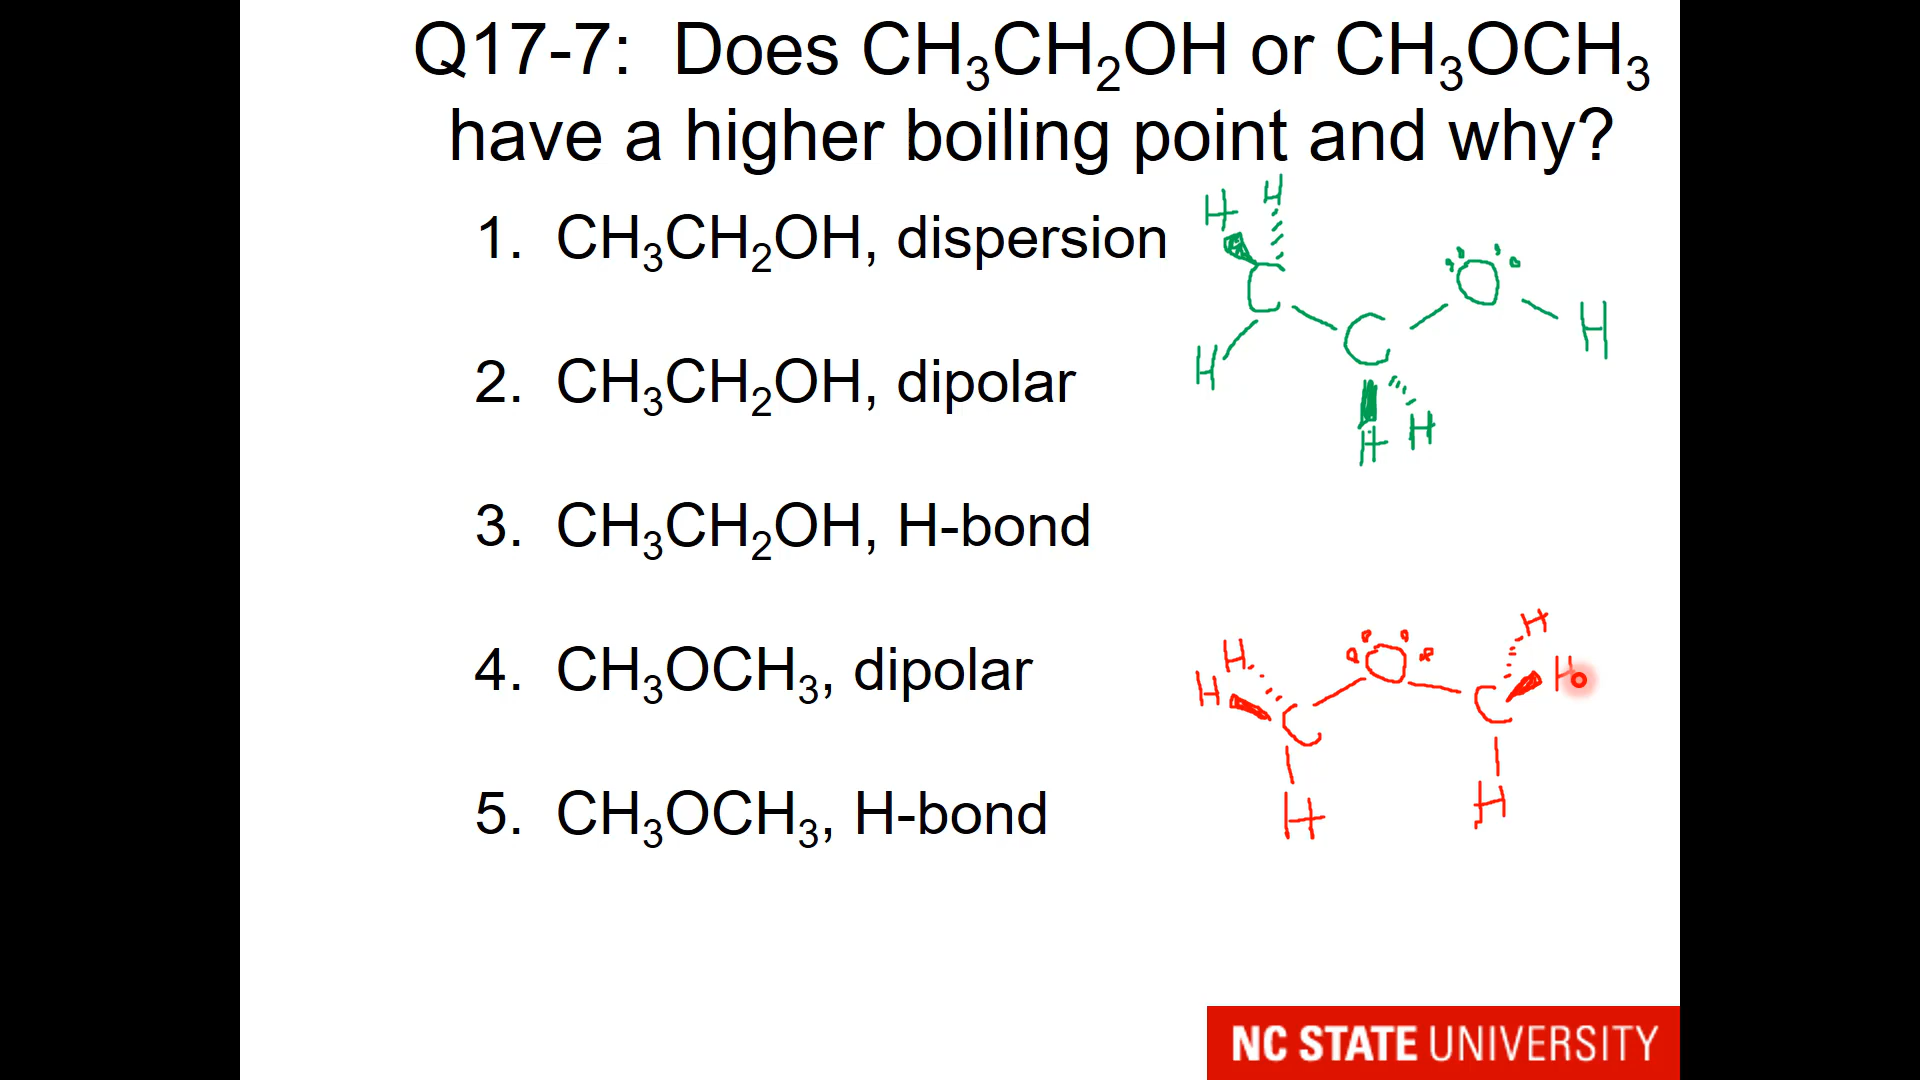 Q17-7: Does CH₃CH₂OH or CH₃OCH₃
have a higher boiling point and why?
1. CH₃CH₂OH, dispersion
2. CH₃CH₂OH, dipolar
3. CH₃CH₂OH, H-bond
4. CH₃OCH₃, dipolar
5. CH₃OCH₃, H-bond
H H
C O
C H
H
H H
H
H O H
H C C
H H
NC STATE UNIVERSITY